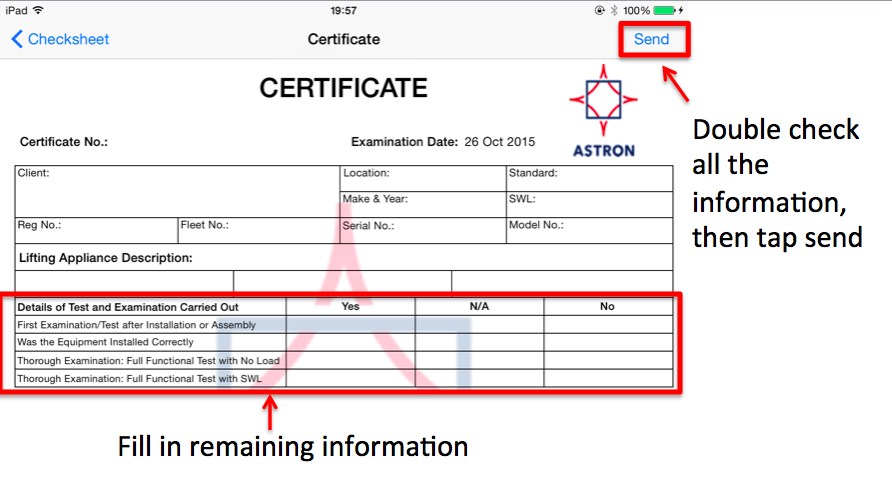 iPad 19:57 100%
Checksheet Certificate Send
CERTIFICATE
ASTRON
Certificate No.: Examination Date: 26 Oct 2015
Client: Location: Standard:
Make & Year: SWL:
Reg No.: Fleet No.: Serial No.: Model No.:
Lifting Appliance Description:
Details of Test and Examination Carried Out Yes N/A No
First Examination/Test after Installation or Assembly
Was the Equipment Installed Correctly
Thorough Examination: Full Functional Test with No Load
Thorough Examination: Full Functional Test with SWL
Double check
all the
information,
then tap send
Fill in remaining information